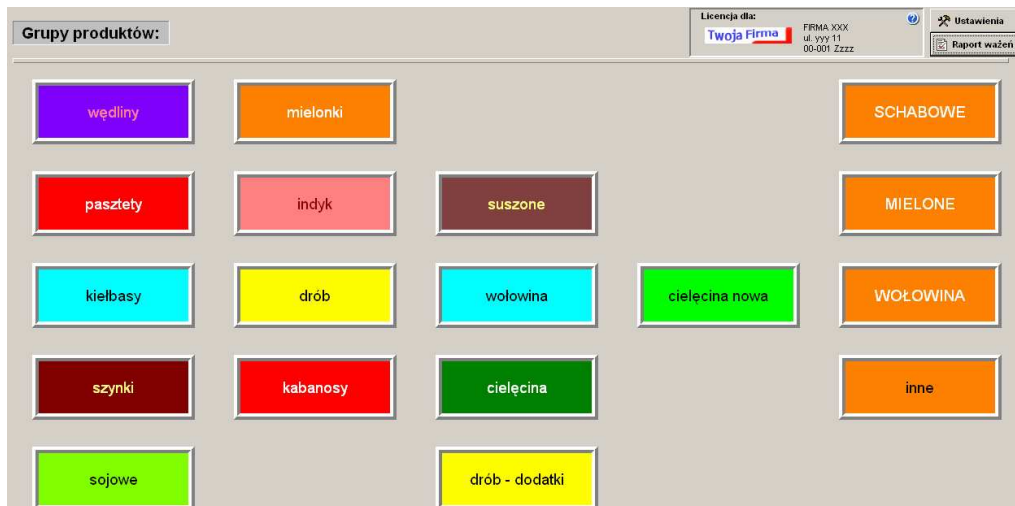 Grupy produktów:
Licencja dla:
Twoja Firma
FIRMA XXX
ul. yyy 11
00-001 Zzzz
?
Ustawienia
Raport ważeń
wędliny
mielonki
SCHABOWE
pasztety
indyk
suszone
MIELONE
kiełbasy
drób
wołowina
cielęcina nowa
WOŁOWINA
szynki
kabanosy
cielęcina
inne
sojowe
drób - dodatki